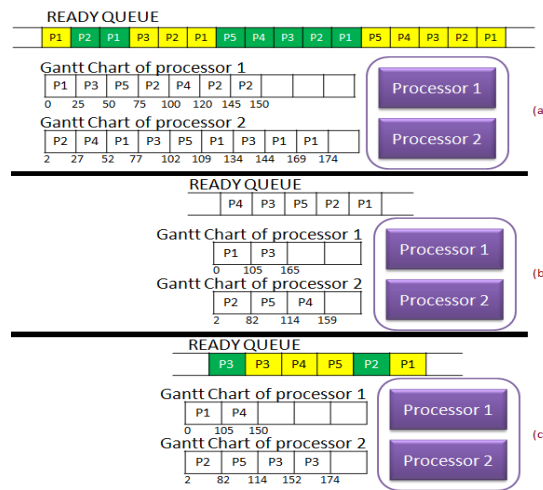 READY QUEUE
P1 P2 P1 P3 P2 P1 P5 P4 P3 P2 P1 P5 P4 P3 P2 P1
Gantt Chart of processor 1
P1 P3 P5 P2 P4 P2 P2
0 25 50 75 100 120 145 150
Gantt Chart of processor 2
P2 P4 P1 P3 P5 P1 P3 P1 P1
2 27 52 77 102 109 134 144 169 174
Processor 1
Processor 2
(a
READY QUEUE
P4 P3 P5 P2 P1
Gantt Chart of processor 1
P1 P3
0 105 165
Gantt Chart of processor 2
P2 P5 P4
2 82 114 159
Processor 1
Processor 2
(b
READY QUEUE
P3 P3 P4 P5 P2 P1
Gantt Chart of processor 1
P1 P4
0 105 150
Gantt Chart of processor 2
P2 P5 P3 P3
2 82 114 152 174
Processor 1
Processor 2
(c